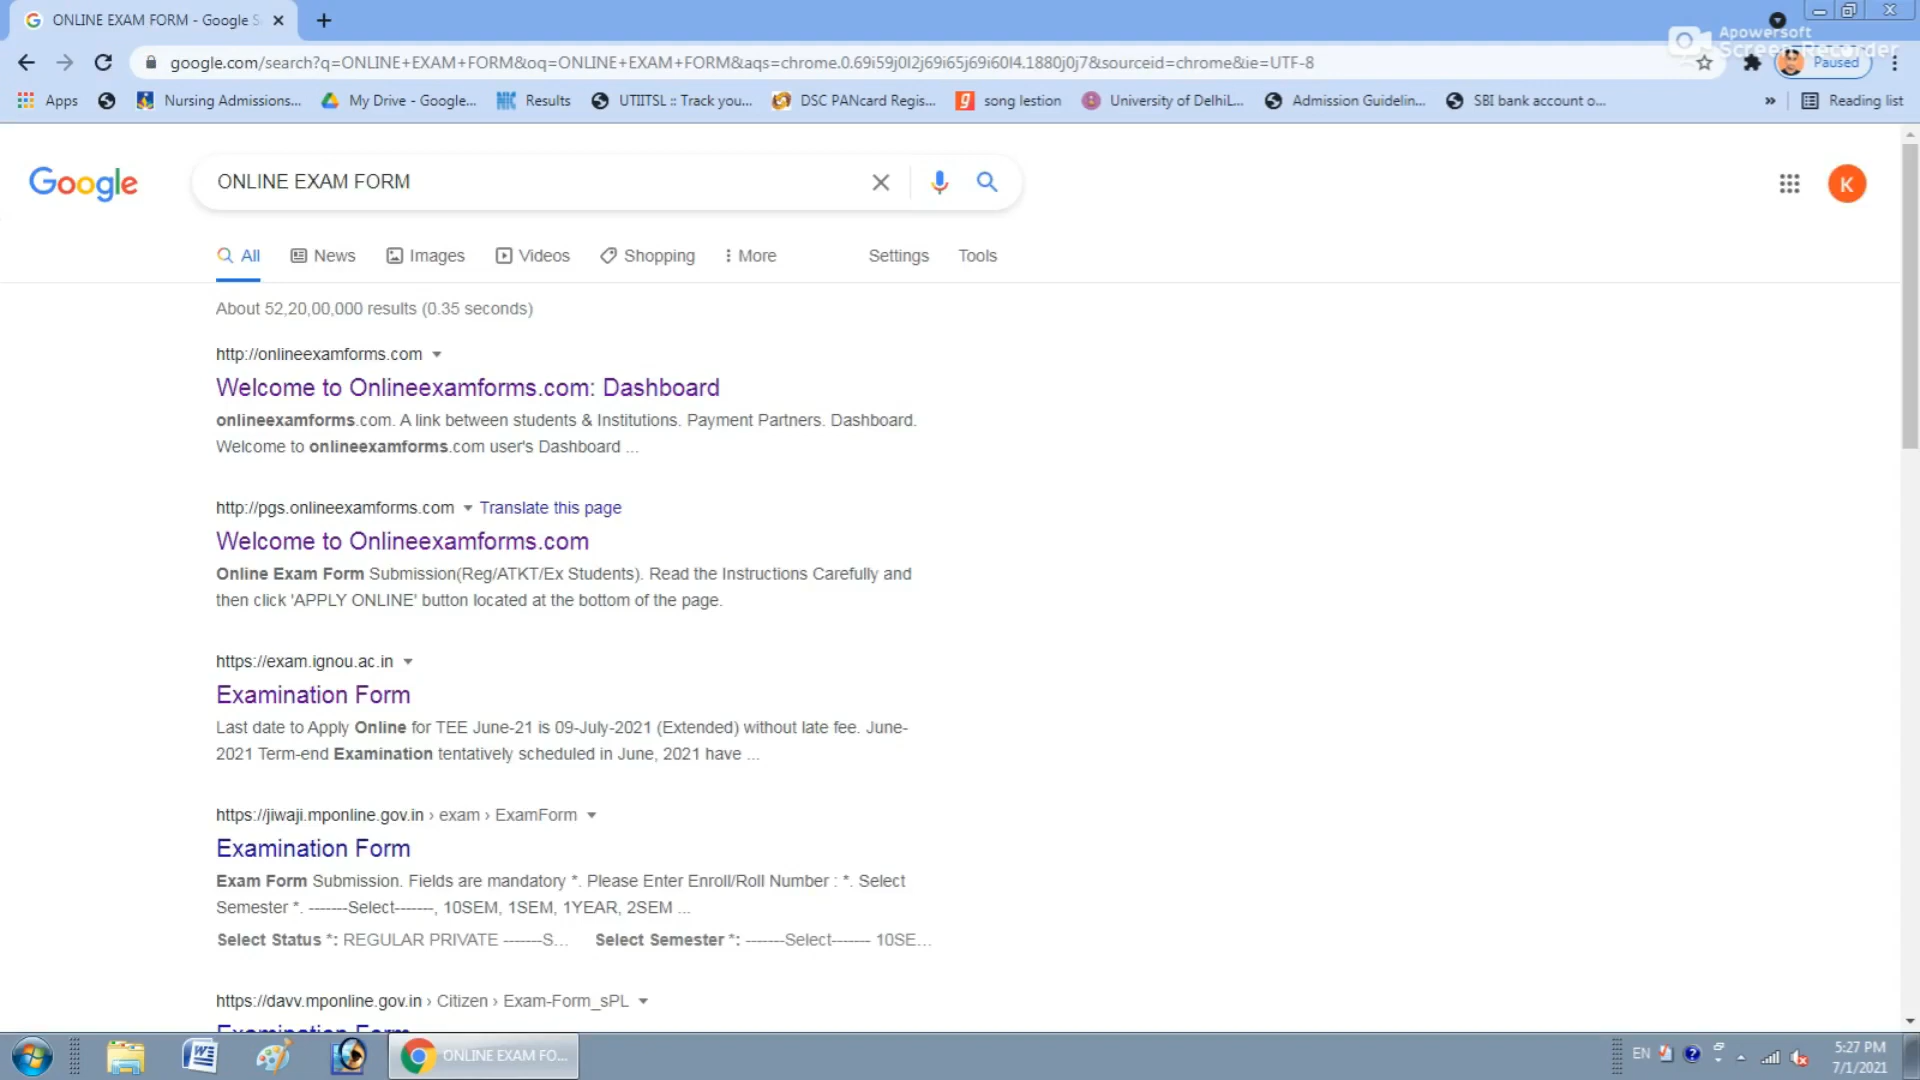 ONLINE EXAM FORM - Google S
Apowersoft
Screen Recorder
google.com/search?q=ONLINE+EXAM+FORM&oq=ONLINE+EXAM+FORM&aqs=chrome.0.69i59j0l2j69i65j69i60l4.1880j0j7&sourceid=chrome&ie=UTF-8
Paused
Apps
Nursing Admissions...
My Drive - Google...
Results
UTIITSL :: Track you...
DSC PANcard Regis...
song lestion
University of DelhiL...
Admission Guidelin...
SBI bank account o...
»
Reading list
Google
ONLINE EXAM FORM
K
All
News
Images
Videos
Shopping
More
Settings
Tools
About 52,20,00,000 results (0.35 seconds)
http://onlineexamforms.com
Welcome to Onlineexamforms.com: Dashboard
onlineexamforms.com. A link between students & Institutions. Payment Partners. Dashboard.
Welcome to onlineexamforms.com user's Dashboard ...
http://pgs.onlineexamforms.com Translate this page
Welcome to Onlineexamforms.com
Online Exam Form Submission(Reg/ATKT/Ex Students). Read the Instructions Carefully and
then click 'APPLY ONLINE' button located at the bottom of the page.
https://exam.ignou.ac.in
Examination Form
Last date to Apply Online for TEE June-21 is 09-July-2021 (Extended) without late fee. June-
2021 Term-end Examination tentatively scheduled in June, 2021 have ...
https://jiwaji.mponline.gov.in › exam › ExamForm
Examination Form
Exam Form Submission. Fields are mandatory *. Please Enter Enroll/Roll Number : *. Select
Semester *. -------Select-------, 10SEM, 1SEM, 1YEAR, 2SEM ...
Select Status *: REGULAR PRIVATE -------S... Select Semester *: -------Select------- 10SE...
https://davv.mponline.gov.in › Citizen › Exam-Form_sPL
Examination Form
ONLINE EXAM FO...
EN
5:27 PM
7/1/2021